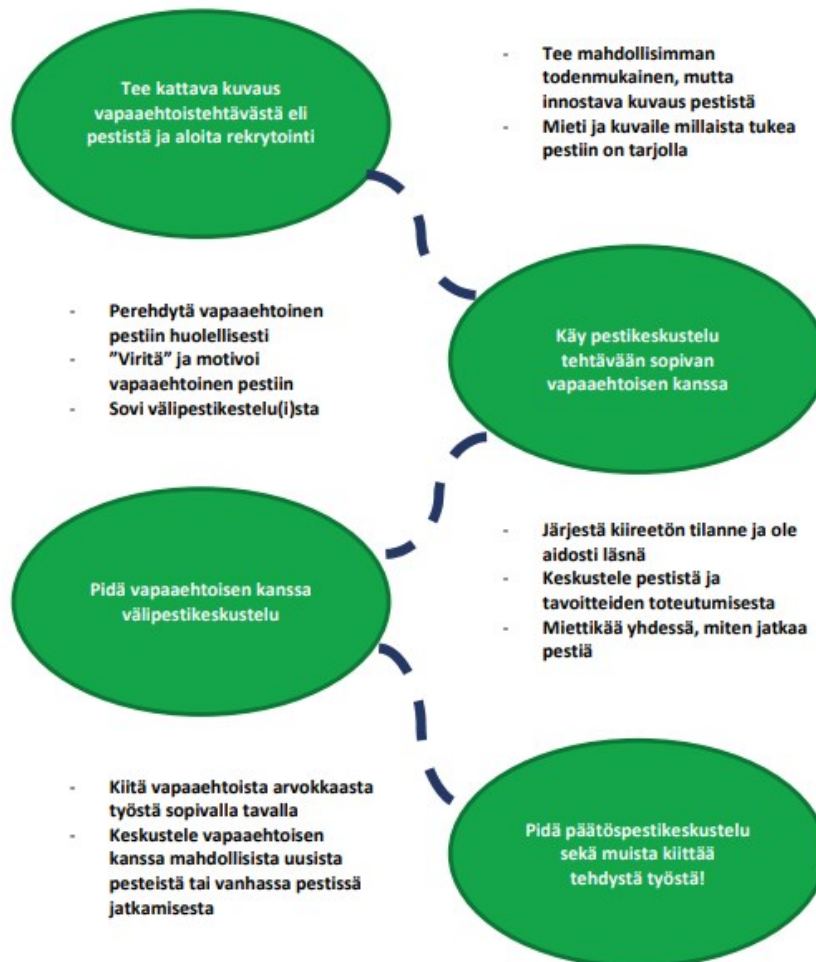 Tee kattava kuvaus
vapaaehtoistehtävästä eli
pestistä ja aloita rekrytointi
- Tee mahdollisimman
todenmukainen, mutta
innostava kuvaus pestistä
- Mieti ja kuvaile millaista tukea
pestiin on tarjolla
Käy pestikeskustelu
tehtävään sopivan
vapaaehtoisen kanssa
- Perehdytä vapaaehtoinen
pestiin huolellisesti
- ”Viritä” ja motivoi
vapaaehtoinen pestiin
- Sovi välipestikestelu(i)sta
Pidä vapaaehtoisen kanssa
välipestikeskustelu
- Järjestä kiireetön tilanne ja ole
aidosti läsnä
- Keskustele pestistä ja
tavoitteiden toteutumisesta
- Miettikää yhdessä, miten jatkaa
pestiä
Pidä päätöspestikeskustelu
sekä muista kiittää
tehdystä työstä!
- Kiitä vapaaehtoista arvokkaasta
työstä sopivalla tavalla
- Keskustele vapaaehtoisen
kanssa mahdollisista uusista
pesteistä tai vanhassa pestissä
jatkamisesta